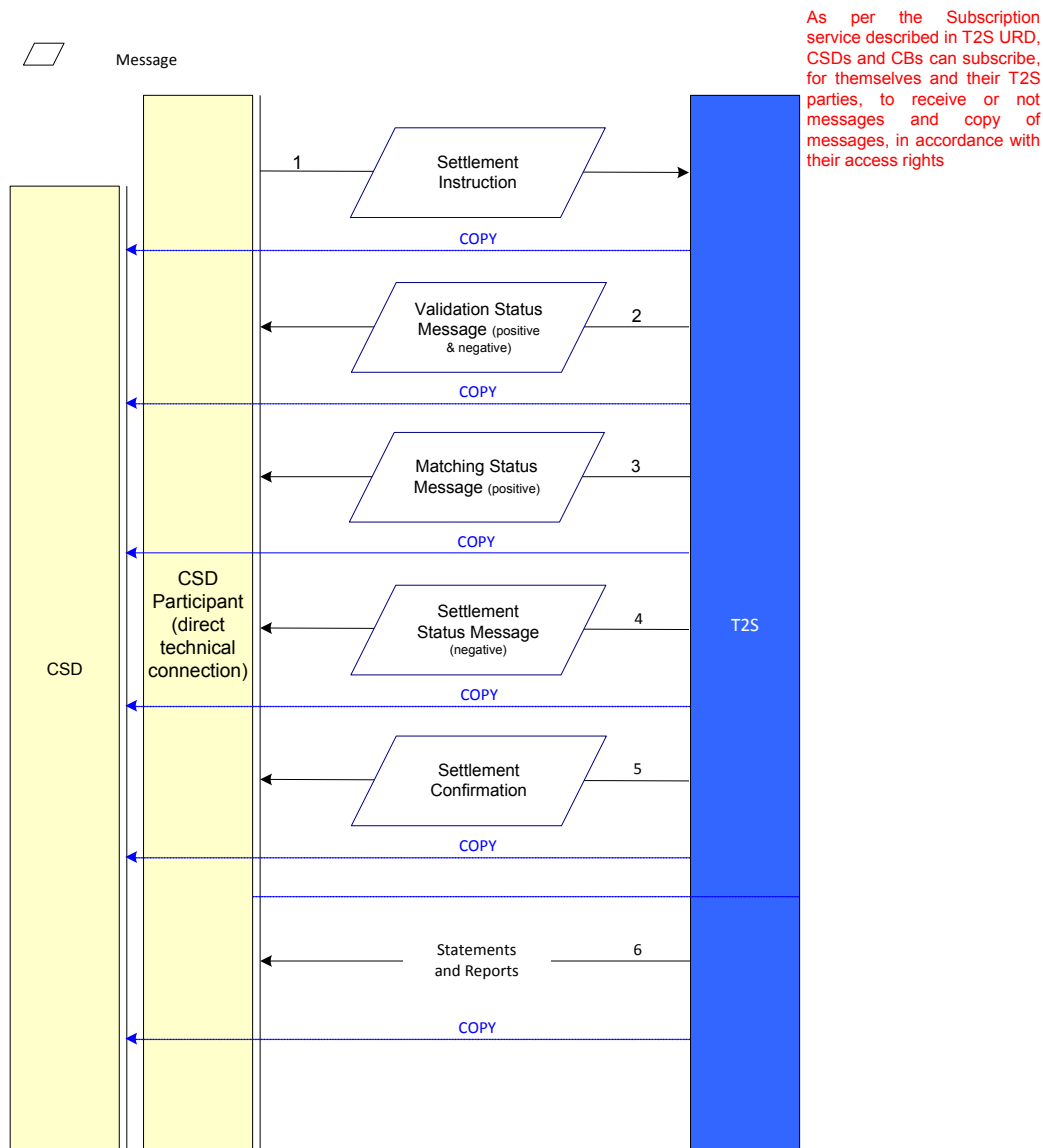 As per the Subscription
service described in T2S URD,
CSDs and CBs can subscribe,
for themselves and their T2S
parties, to receive or not
messages and copy of
messages, in accordance with
their access rights
Message
1
Settlement
Instruction
COPY
Validation Status
Message (positive
& negative)
2
COPY
Matching Status
Message (positive)
3
COPY
CSD
Participant
(direct
technical
connection)
Settlement
Status Message
(negative)
4
T2S
CSD
COPY
Settlement
Confirmation
5
COPY
Statements
and Reports
6
COPY